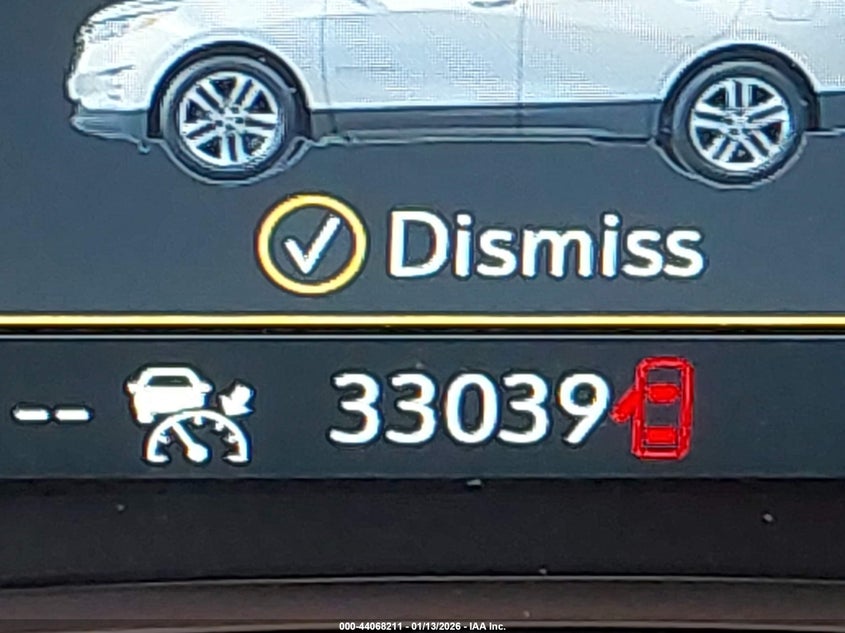 Dismiss
-- 33039
000-44068211 - 01/13/2026 - IAA Inc.